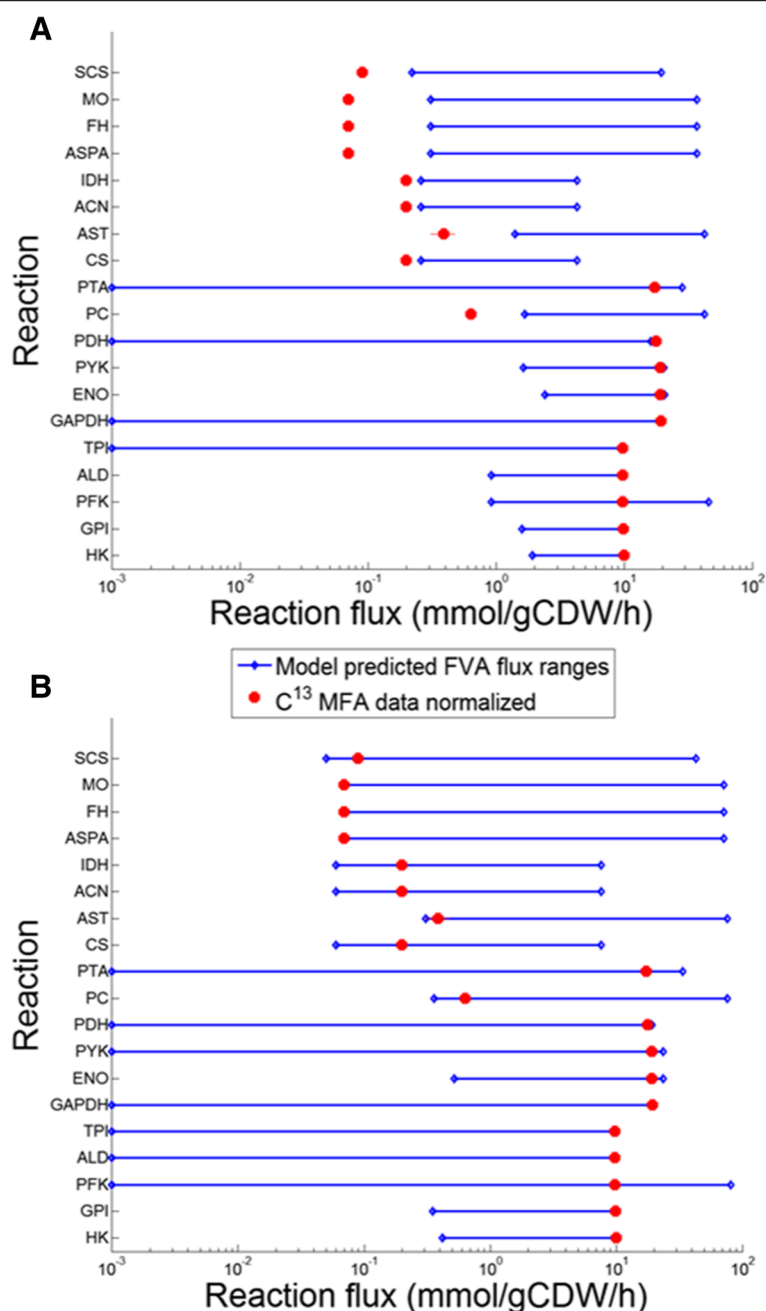 A
Reaction
SCS
MO
FH
ASPA
IDH
ACN
AST
CS
PTA
PC
PDH
PYK
ENO
GAPDH
TPI
ALD
PFK
GPI
HK
10^-3 10^-2 10^-1 10^0 10^1 10^2
Reaction flux (mmol/gCDW/h)
Model predicted FVA flux ranges
C^13 MFA data normalized
B
Reaction
SCS
MO
FH
ASPA
IDH
ACN
AST
CS
PTA
PC
PDH
PYK
ENO
GAPDH
TPI
ALD
PFK
GPI
HK
10^-3 10^-2 10^-1 10^0 10^1 10^2
Reaction flux (mmol/gCDW/h)